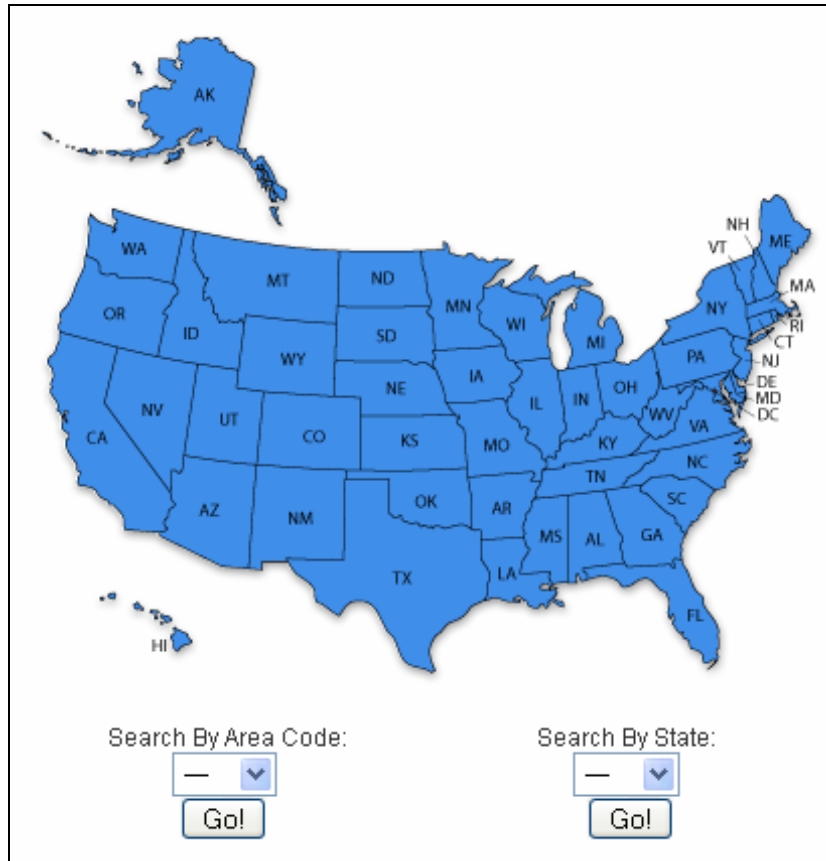 AK
NH
VT
ME
WA
MT
ND
MN
MA
OR
ID
SD
WI
NY
RI
CT
WY
MI
PA
NJ
NE
IA
DE
NV
UT
IL
IN
OH
MD
CA
CO
KS
MO
WV
VA
DC
KY
NC
TN
AZ
NM
OK
AR
SC
MS
AL
GA
TX
LA
FL
HI
Search By Area Code:
Search By State:
—
—
Go!
Go!